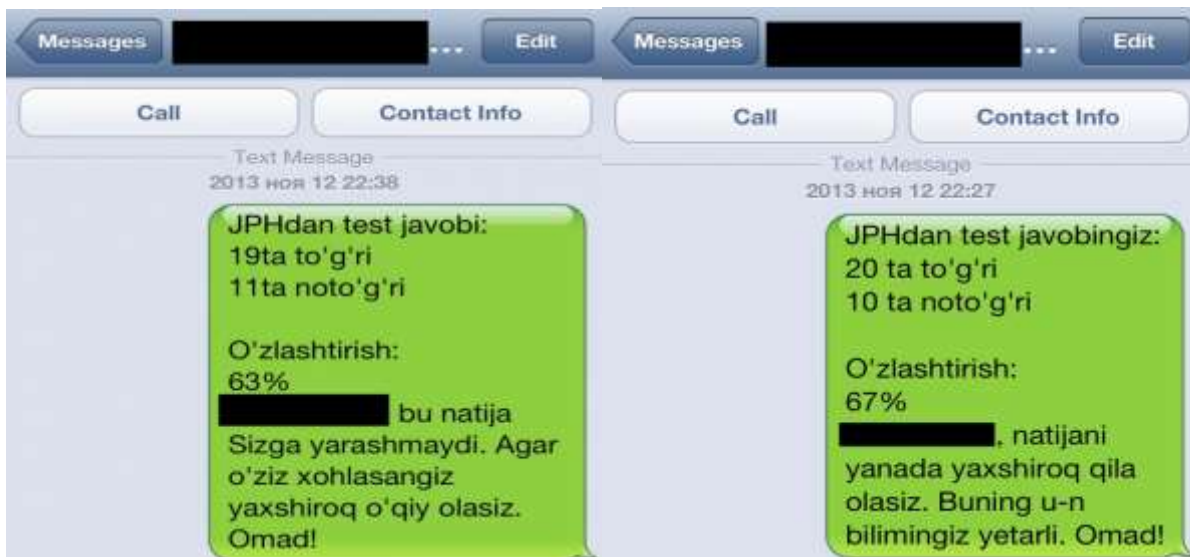 Messages
... Edit
Call Contact Info
Text Message
2013 ноя 12 22:38
JPHdan test javobi:
19ta to'g'ri
11ta noto'g'ri
O'zlashtirish:
63%
bu natija
Sizga yarashmaydi. Agar
o'ziz xohlasangiz
yaxshiroq o'qiy olasiz.
Omad!
Messages
... Edit
Call Contact Info
Text Message
2013 ноя 12 22:27
JPHdan test javobingiz:
20 ta to'g'ri
10 ta noto'g'ri
O'zlashtirish:
67%
, natijani
yanada yaxshiroq qila
olasiz. Buning u-n
bilimingiz yetarli. Omad!